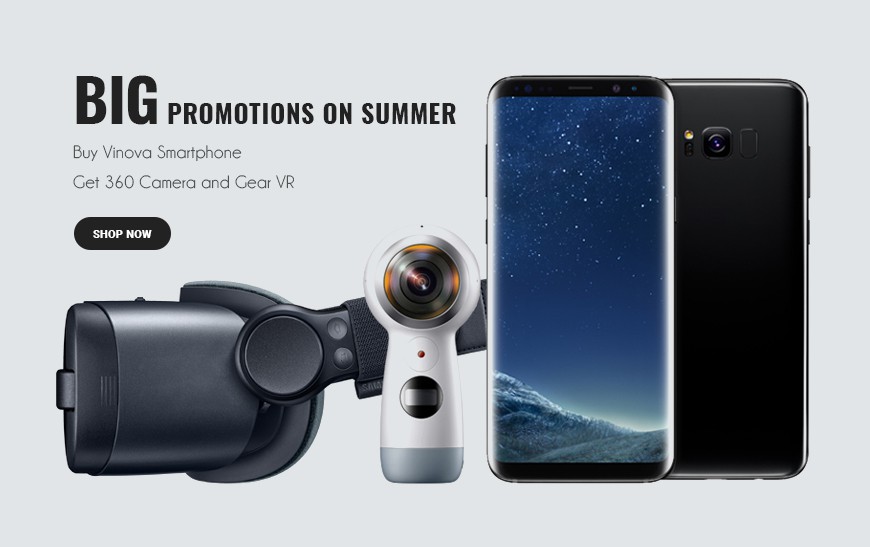 BIG PROMOTIONS ON SUMMER
Buy Vinova Smartphone
Get 360 Camera and Gear VR
SHOP NOW